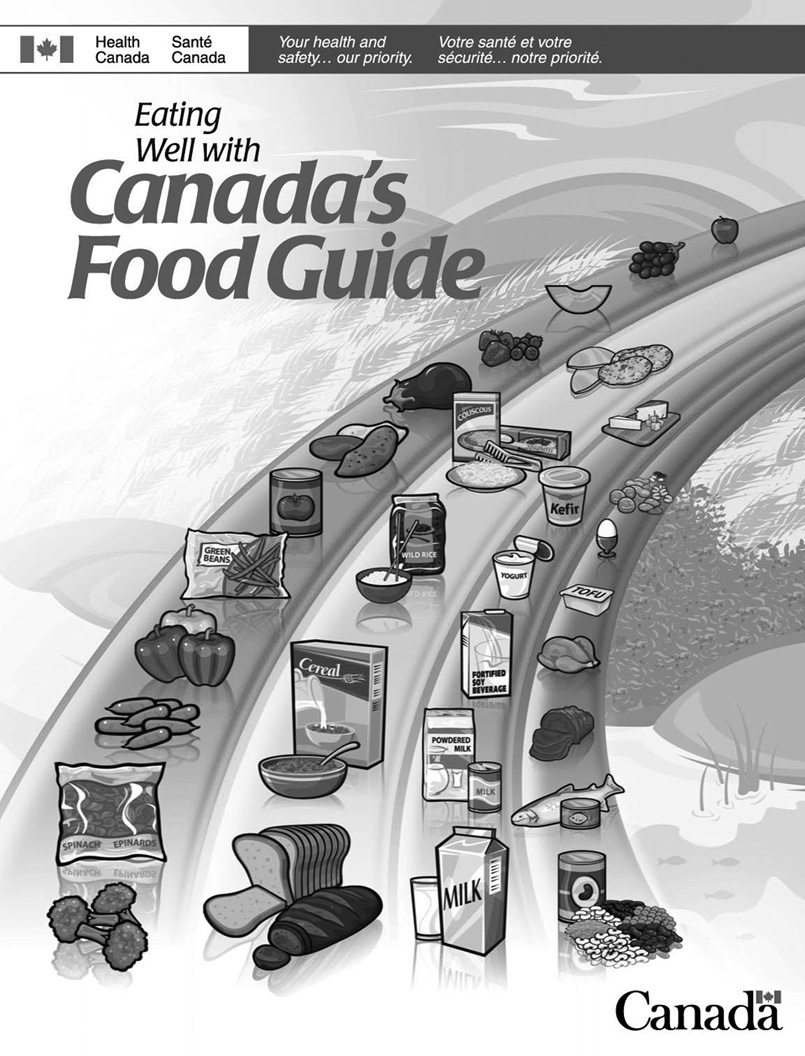 Health
Canada
Santé
Canada
Your health and
safety… our priority.
Votre santé et votre
sécurité… notre priorité.
Eating
Well with
Canada's
Food Guide
COUSCOUS
Kefir
WILD RICE
GREEN
BEANS
YOGURT
TOFU
Cereal
FORTIFIED
SOY
BEVERAGE
POWDERED
MILK
MILK
SPINACH EPINARDS
MILK
Canada